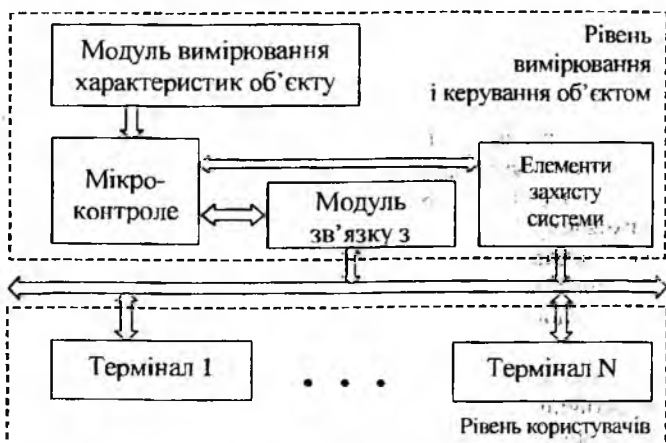 Модуль вимірювання
характеристик об’єкту
Рівень
вимірювання
і керування об’єктом
Мікро-
контроле
Модуль
зв’язку з
Елементи
захисту
системи
Термінал 1
. . .
Термінал N
Рівень користувачів